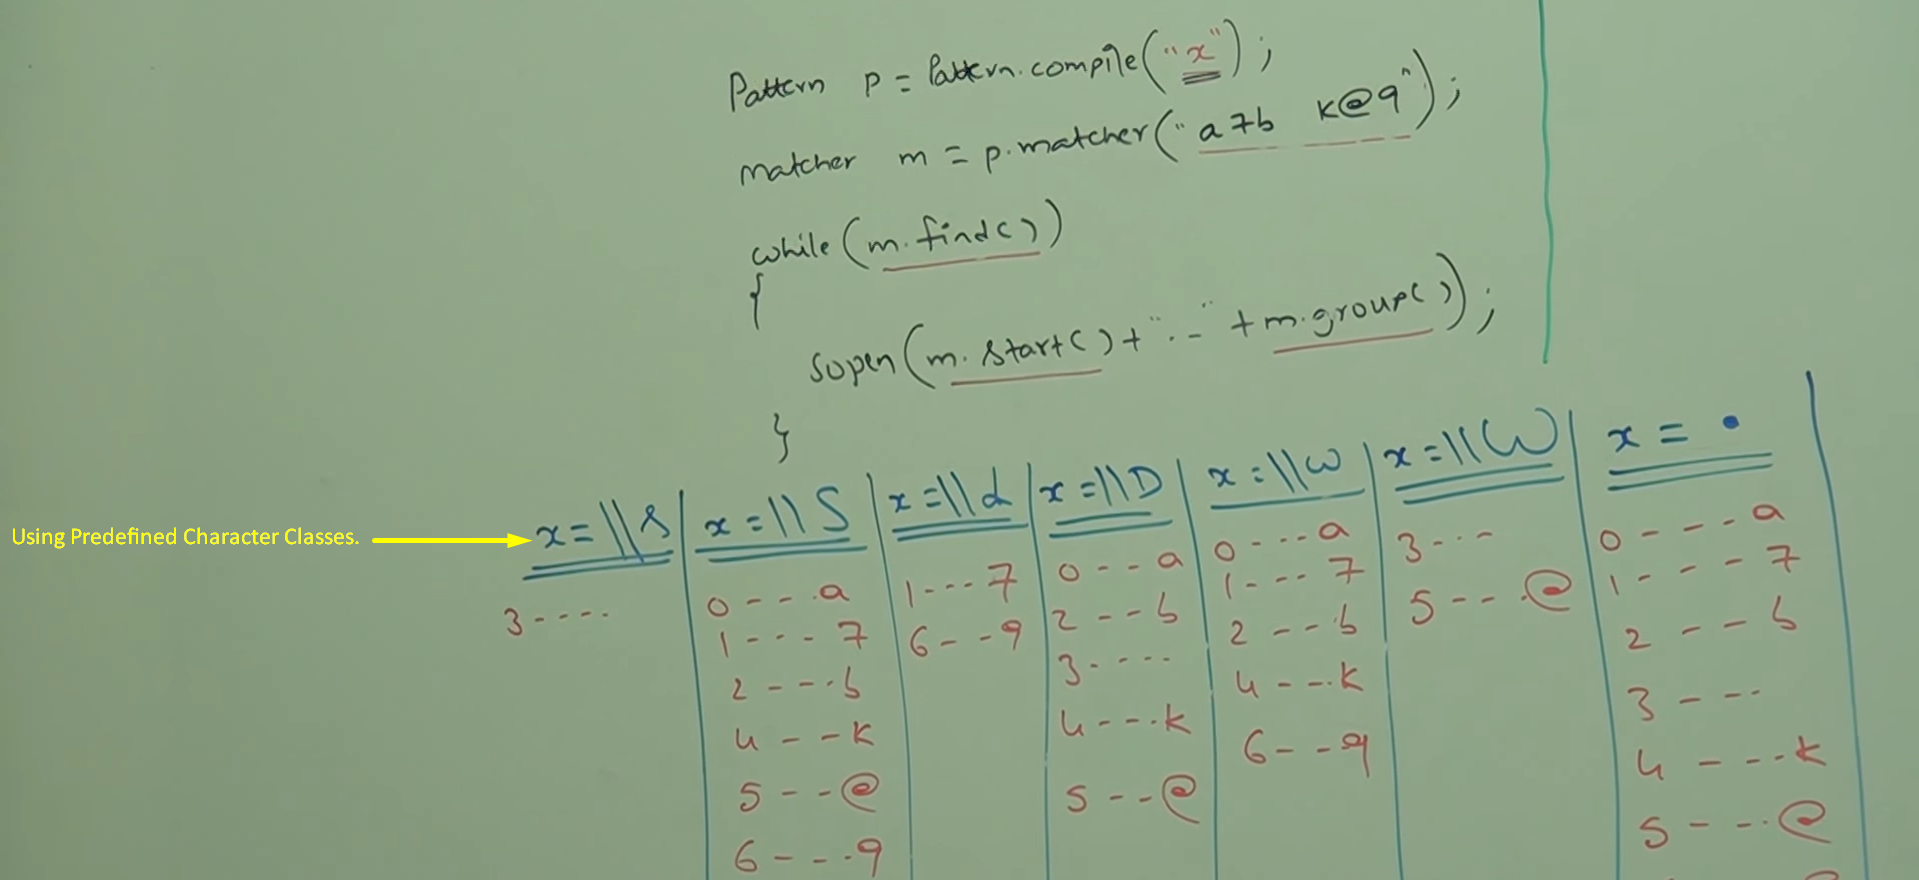 Pattern p = Pattern.compile("x");
Matcher m = p.matcher("a7b k@9");
while(m.find())
{
Sopln(m.start()+"..."+m.group());
}
Using Predefined Character Classes.
x=\\s
3----
x=\\S
0---a
1---7
2---b
4--k
5--@
6---9
x=\\d
1---7
6--9
x=\\D
0--a
2--b
3----
4---k
5--@
x=\\w
0---a
1---7
2--b
4---k
6--9
x=\\W
3---
5---@
x = .
0---a
1---7
2--b
3---
4----k
5---@